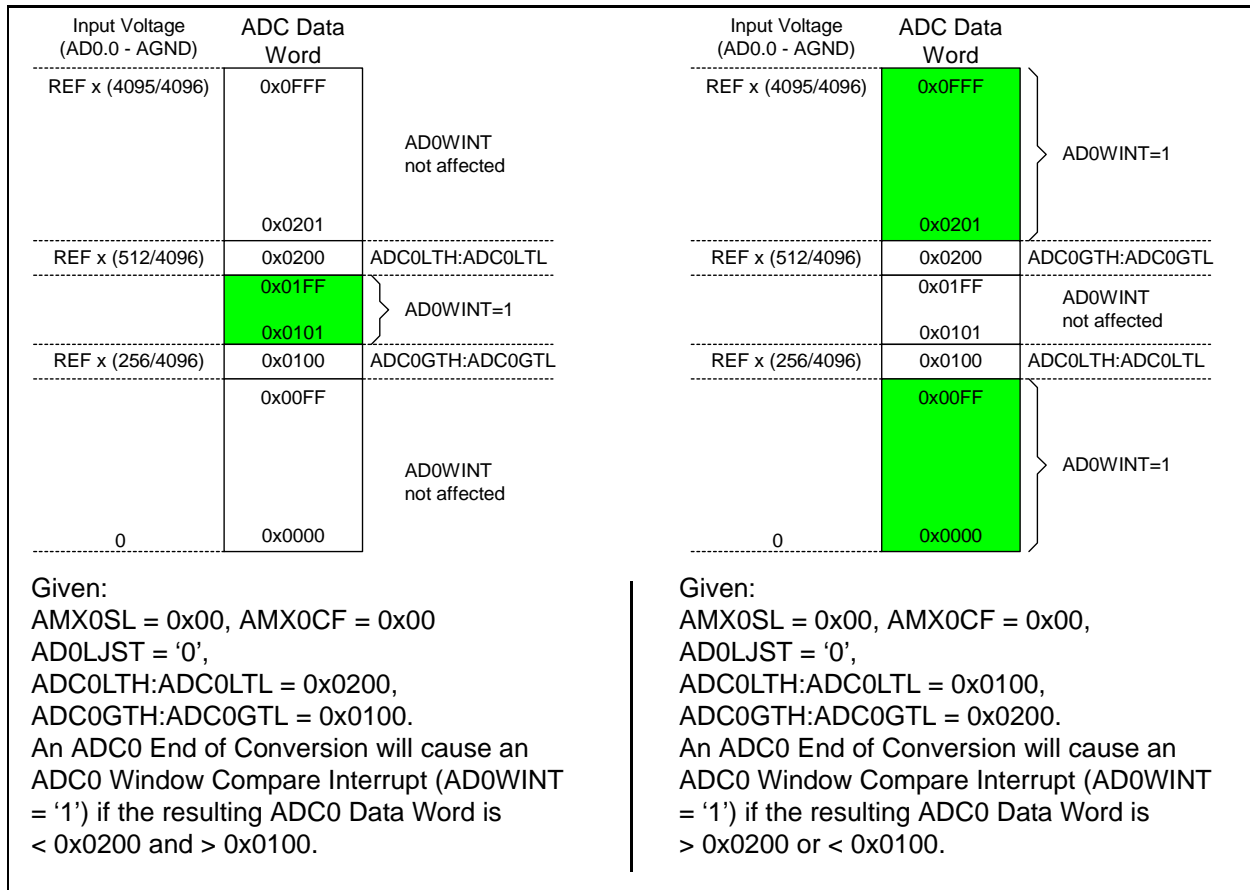 Input Voltage
(AD0.0 - AGND)
ADC Data
Word
REF x (4095/4096)
0x0FFF
AD0WINT
not affected
0x0201
REF x (512/4096)
0x0200
ADC0LTH:ADC0LTL
0x01FF
AD0WINT=1
0x0101
REF x (256/4096)
0x0100
ADC0GTH:ADC0GTL
0x00FF
AD0WINT
not affected
0
0x0000
Given:
AMX0SL = 0x00, AMX0CF = 0x00
AD0LJST = ‘0’,
ADC0LTH:ADC0LTL = 0x0200,
ADC0GTH:ADC0GTL = 0x0100.
An ADC0 End of Conversion will cause an
ADC0 Window Compare Interrupt (AD0WINT
= ‘1’) if the resulting ADC0 Data Word is
< 0x0200 and > 0x0100.
Input Voltage
(AD0.0 - AGND)
ADC Data
Word
REF x (4095/4096)
0x0FFF
AD0WINT=1
0x0201
REF x (512/4096)
0x0200
ADC0GTH:ADC0GTL
0x01FF
AD0WINT
not affected
0x0101
REF x (256/4096)
0x0100
ADC0LTH:ADC0LTL
0x00FF
AD0WINT=1
0
0x0000
Given:
AMX0SL = 0x00, AMX0CF = 0x00,
AD0LJST = ‘0’,
ADC0LTH:ADC0LTL = 0x0100,
ADC0GTH:ADC0GTL = 0x0200.
An ADC0 End of Conversion will cause an
ADC0 Window Compare Interrupt (AD0WINT
= ‘1’) if the resulting ADC0 Data Word is
> 0x0200 or < 0x0100.